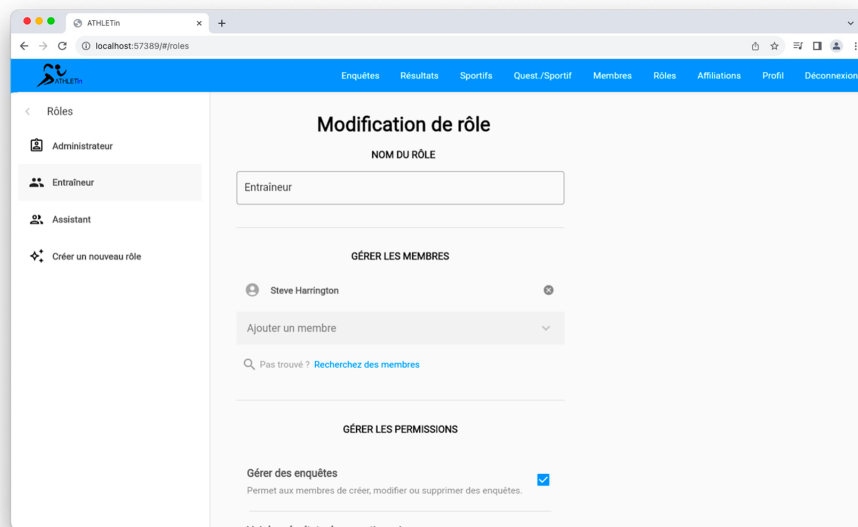 ATHLETin
localhost:57389/#/roles
ATHLETin
Enquêtes Résultats Sportifs Quest./Sportif Membres Rôles Affiliations Profil Déconnexion
Rôles
Administrateur
Entraîneur
Assistant
Créer un nouveau rôle
Modification de rôle
NOM DU RÔLE
Entraîneur
GÉRER LES MEMBRES
Steve Harrington
Ajouter un membre
Pas trouvé ? Recherchez des membres
GÉRER LES PERMISSIONS
Gérer des enquêtes
Permet aux membres de créer, modifier ou supprimer des enquêtes.